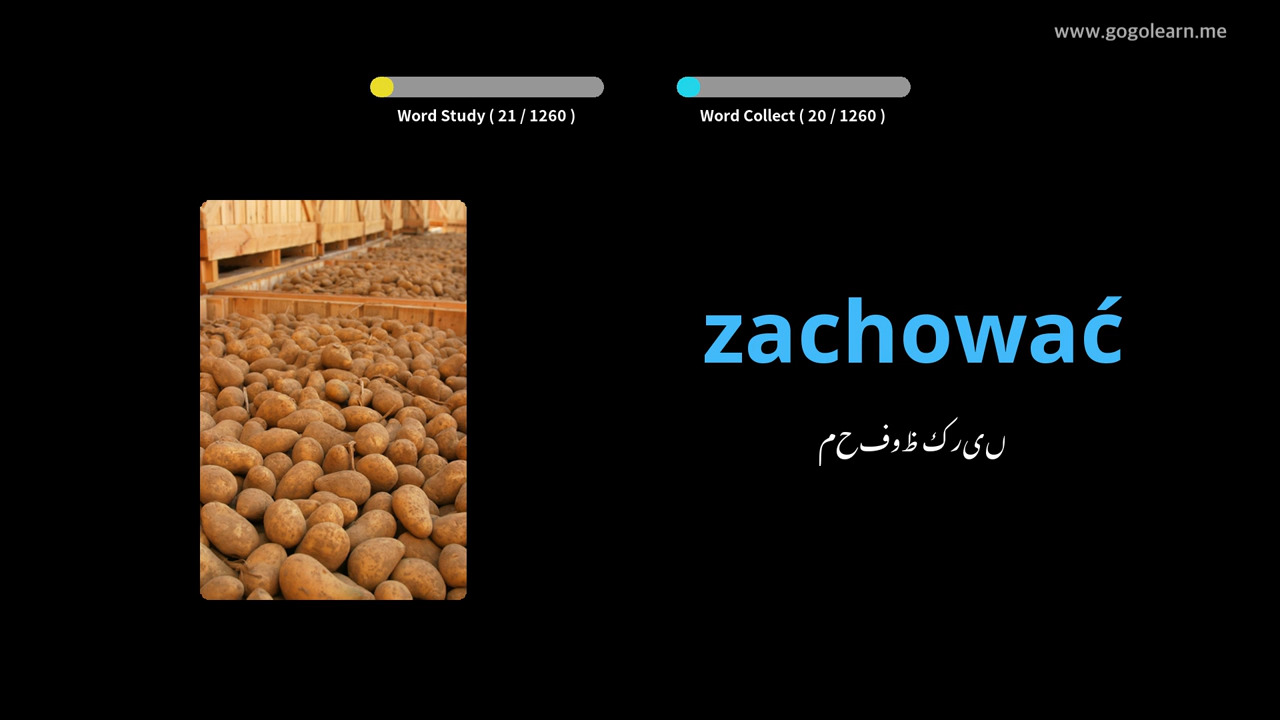 www.gogolearn.me
Word Study ( 21 / 1260 )
Word Collect ( 20 / 1260 )
zachować
محفوظ کریں